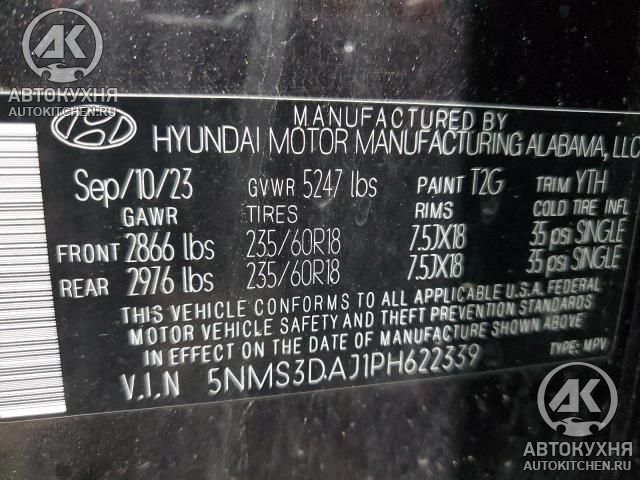 AK
АВТОКУХНЯ
AUTOKITCHEN.RU
MANUFACTURED BY
HYUNDAI MOTOR MANUFACTURING ALABAMA, LLC
Sep/10/23 GVWR 5247 lbs PAINT T2G TRIM YTH
GAWR TIRES RIMS COLD TIRE INFL
FRONT 2866 lbs 235/60R18 7.5JX18 35 psi SINGLE
REAR 2976 lbs 235/60R18 7.5JX18 35 psi SINGLE
THIS VEHICLE CONFORMS TO ALL APPLICABLE U.S.A. FEDERAL
MOTOR VEHICLE SAFETY AND THEFT PREVENTION STANDARDS
IN EFFECT ON THE DATE OF MANUFACTURE SHOWN ABOVE.
V.I.N 5NMS3DAJ1PH622339 TYPE: MPV
AK
АВТОКУХНЯ
AUTOKITCHEN.RU